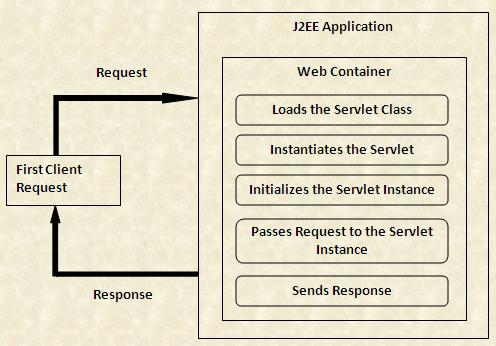 J2EE Application
Web Container
Request
Loads the Servlet Class
Instantiates the Servlet
First Client
Request
Initializes the Servlet Instance
Passes Request to the Servlet
Instance
Sends Response
Response